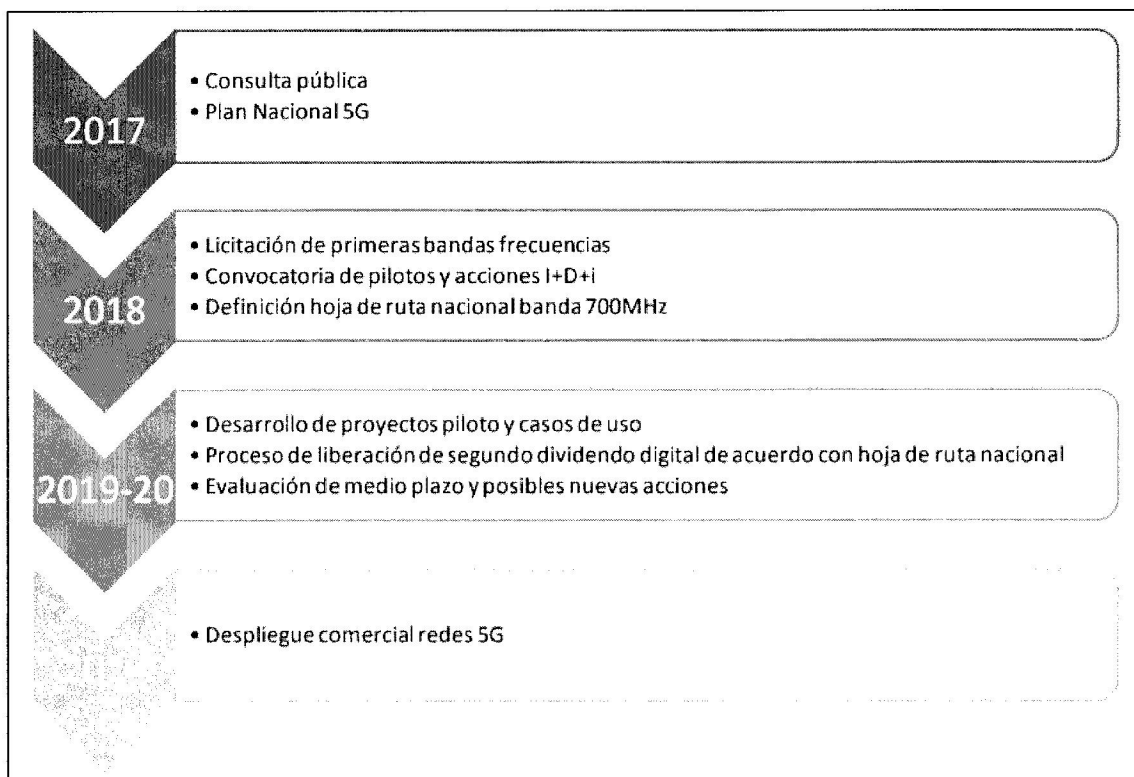 2017
• Consulta pública
• Plan Nacional 5G
2018
• Licitación de primeras bandas frecuencias
• Convocatoria de pilotos y acciones I+D+i
• Definición hoja de ruta nacional banda 700MHz
2019-20
• Desarrollo de proyectos piloto y casos de uso
• Proceso de liberación de segundo dividendo digital de acuerdo con hoja de ruta nacional
• Evaluación de medio plazo y posibles nuevas acciones
• Despliegue comercial redes 5G